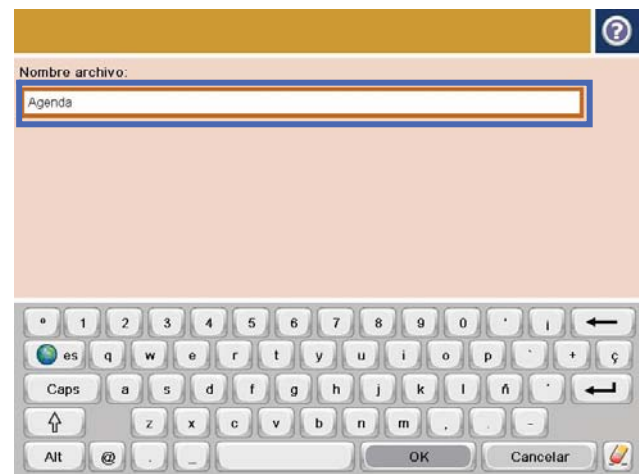 ?
Nombre archivo:
Agenda
º 1 2 3 4 5 6 7 8 9 0 ' ¡
es q w e r t y u i o p ` + ç
Caps a s d f g h j k l ñ ´
z x c v b n m , . -
Alt @ . _ OK Cancelar